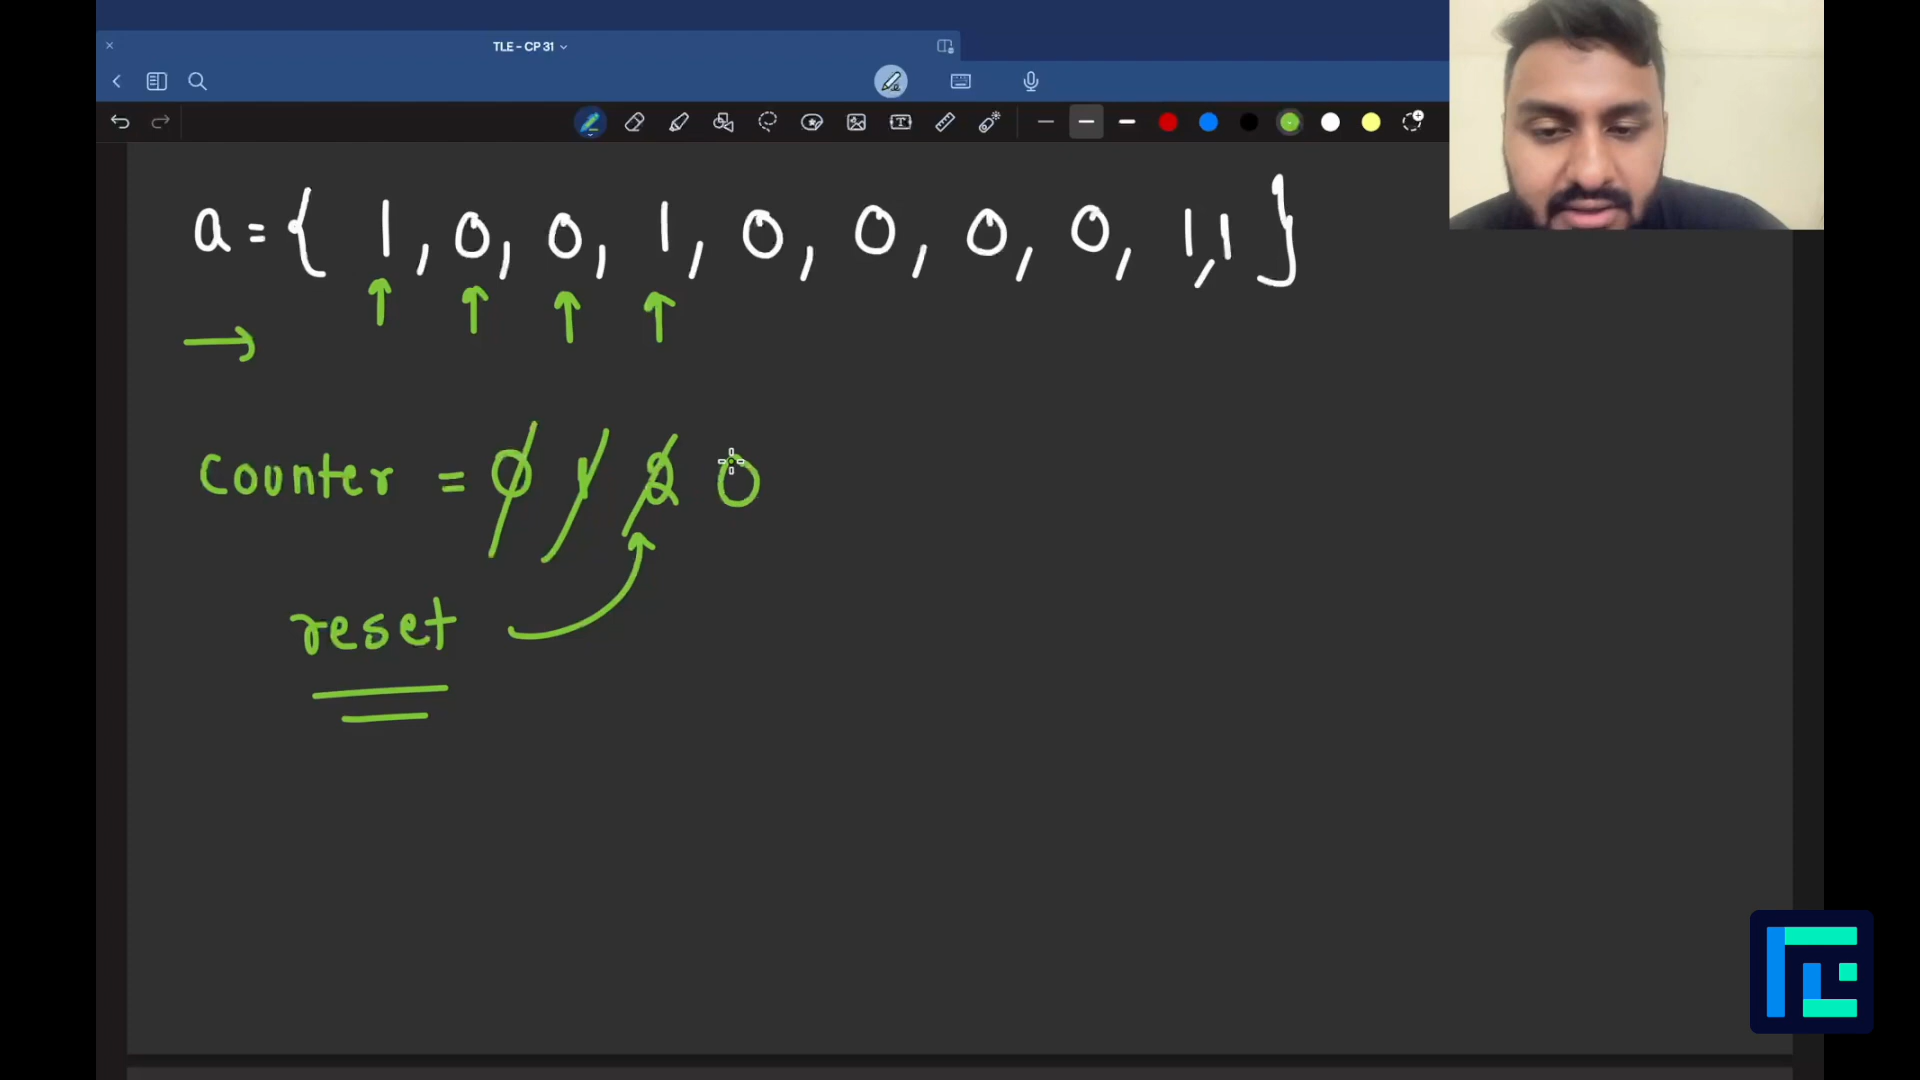 TLE - CP 31
a = { 1, 0, 0, 1, 0, 0, 0, 0, 1, 1 }
Counter = 0 1 2 0
reset